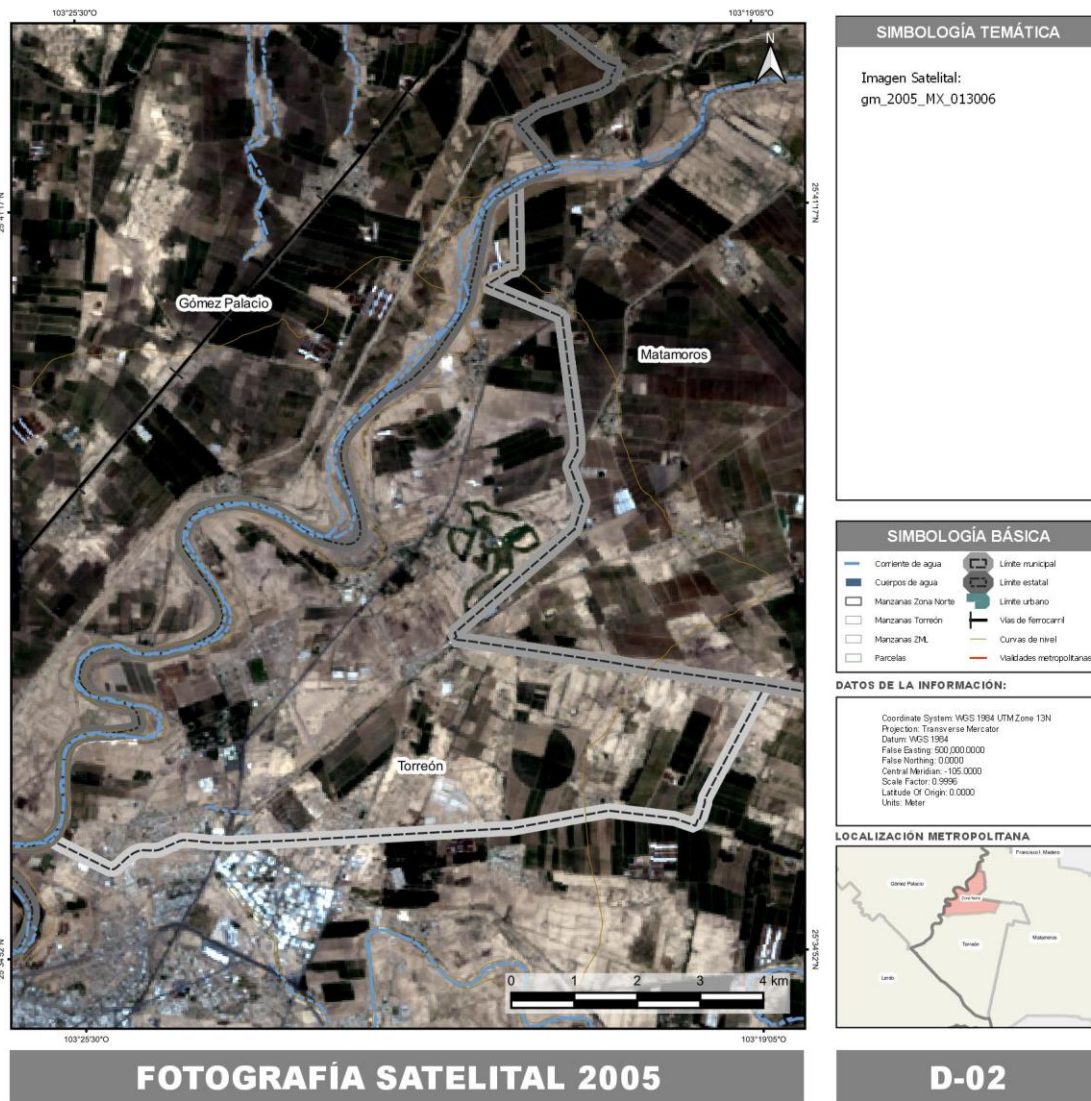 103°25'30"O
103°19'05"O
N
25°41'17"N
25°41'17"N
Gómez Palacio
Matamoros
Torreón
25°34'52"N
25°34'52"N
0 1 2 3 4 km
103°25'30"O
103°19'05"O
FOTOGRAFÍA SATELITAL 2005
SIMBOLOGÍA TEMÁTICA
Imagen Satelital:
gm_2005_MX_013006
SIMBOLOGÍA BÁSICA
Corriente de agua
Cuerpos de agua
Manzanas Zona Norte
Manzanas Torreón
Manzanas ZML
Parcelas
Límite municipal
Límite estatal
Límite urbano
Vías de ferrocarril
Curvas de nivel
Vialidades metropolitanas
DATOS DE LA INFORMACIÓN:
Coordinate System: WGS 1984 UTM Zone 13N
Projection: Transverse Mercator
Datum: WGS 1984
False Easting: 500,000.0000
False Northing: 0.0000
Central Meridian: -105.0000
Scale Factor: 0.9996
Latitude Of Origin: 0.0000
Units: Meter
LOCALIZACIÓN METROPOLITANA
Francisco I. Madero
Gómez Palacio
Zona Norte
Torreón
Matamoros
Lerdo
D-02